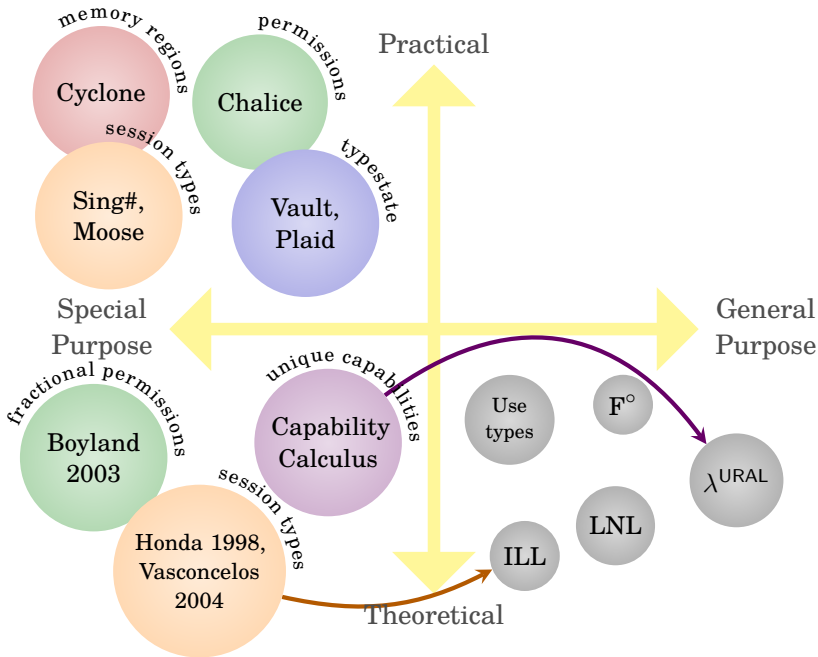 memory regions
Cyclone
permissions
Chalice
Practical
session types
Sing#,
Moose
typestate
Vault,
Plaid
Special
Purpose
General
Purpose
fractional permissions
Boyland
2003
unique capabilities
Capability
Calculus
Use
types
F°
λURAL
session types
Honda 1998,
Vasconcelos
2004
ILL
LNL
Theoretical